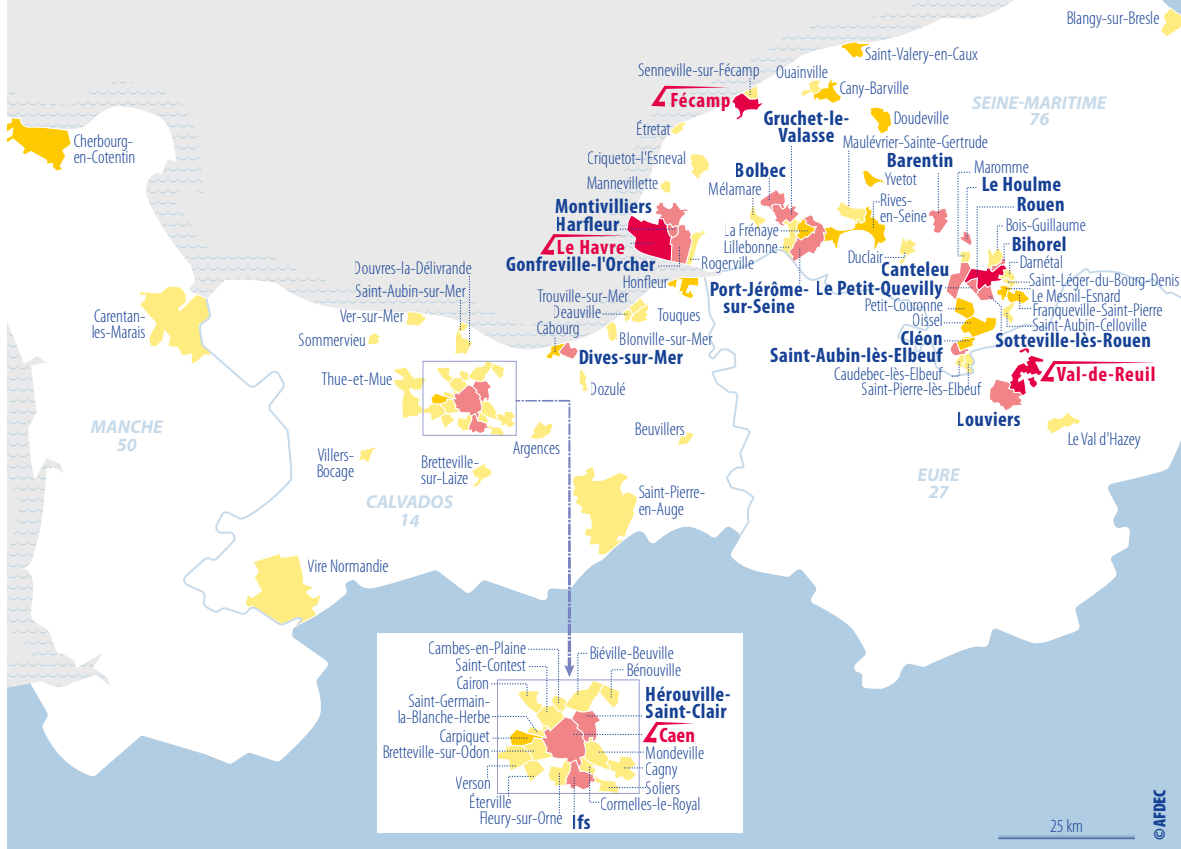 Blangy-sur-Bresle
Saint-Valery-en-Caux
Senneville-sur-Fécamp
Ouainville
Cany-Barville
Fécamp
SEINE-MARITIME
76
Gruchet-le-
Valasse
Doudeville
Étretat
Maulévrier-Sainte-Gertrude
Cherbourg-
en-Cotentin
Criquetot-l'Esneval
Barentin
Maromme
Bolbec
Mannevillette
Mélamare
Yvetot
Le Houlme
Montivilliers
Rives-
en-Seine
Rouen
Harfleur
La Frénaye
Bois-Guillaume
Le Havre
Lillebonne
Bihorel
Gonfreville-l'Orcher
Rogerville
Duclair
Darnétal
Canteleu
Douvres-la-Délivrande
Honfleur
Saint-Léger-du-Bourg-Denis
Saint-Aubin-sur-Mer
Trouville-sur-Mer
Port-Jérôme-
sur-Seine
Le Petit-Quevilly
Le Mesnil-Esnard
Carentan-
les-Marais
Ver-sur-Mer
Deauville
Touques
Petit-Couronne
Franqueville-Saint-Pierre
Cabourg
Oissel
Saint-Aubin-Celloville
Sommervieu
Blonville-sur-Mer
Cléon
Sotteville-lès-Rouen
Dives-sur-Mer
Saint-Aubin-lès-Elbeuf
Thue-et-Mue
Caudebec-lès-Elbeuf
Val-de-Reuil
Dozulé
Saint-Pierre-lès-Elbeuf
MANCHE
50
Louviers
Beuvillers
Le Val d'Hazey
Argences
Villers-
Bocage
Bretteville-
sur-Laize
EURE
27
CALVADOS
14
Saint-Pierre-
en-Auge
Vire Normandie
Cambes-en-Plaine
Biéville-Beuville
Saint-Contest
Bénouville
Cairon
Hérouville-
Saint-Clair
Saint-Germain-
la-Blanche-Herbe
Carpiquet
Caen
Bretteville-sur-Odon
Mondeville
Cagny
Verson
Soliers
Éterville
Cormelles-le-Royal
Fleury-sur-Orne
Ifs
25 km
©AFDEC